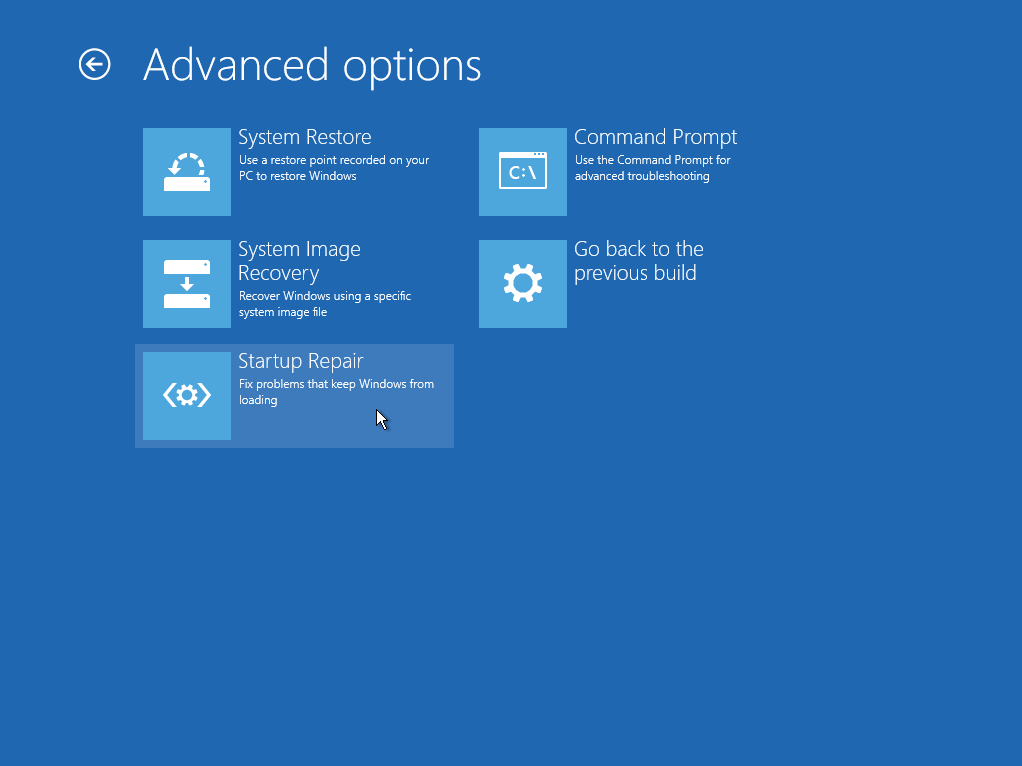 Advanced options
System Restore
Use a restore point recorded on your
PC to restore Windows
Command Prompt
Use the Command Prompt for
advanced troubleshooting
C:\
System Image
Recovery
Recover Windows using a specific
system image file
Go back to the
previous build
Startup Repair
Fix problems that keep Windows from
loading